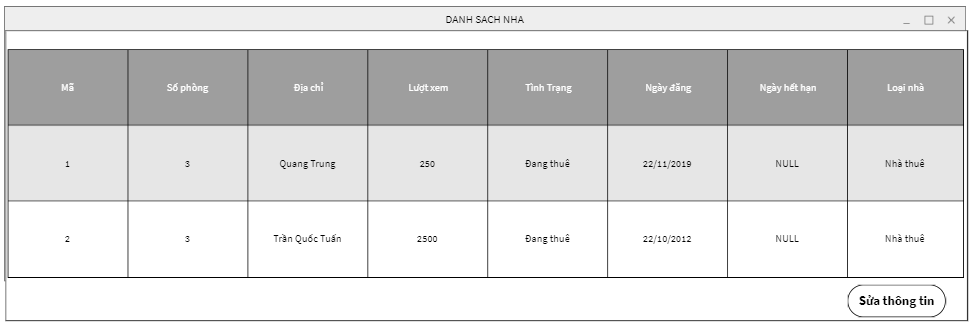 DANH SACH NHA
Mã Số phòng Địa chỉ Lượt xem Tình Trạng Ngày đăng Ngày hết hạn Loại nhà
1 3 Quang Trung 250 Đang thuê 22/11/2019 NULL Nhà thuê
2 3 Trần Quốc Tuấn 2500 Đang thuê 22/10/2012 NULL Nhà thuê
Sửa thông tin